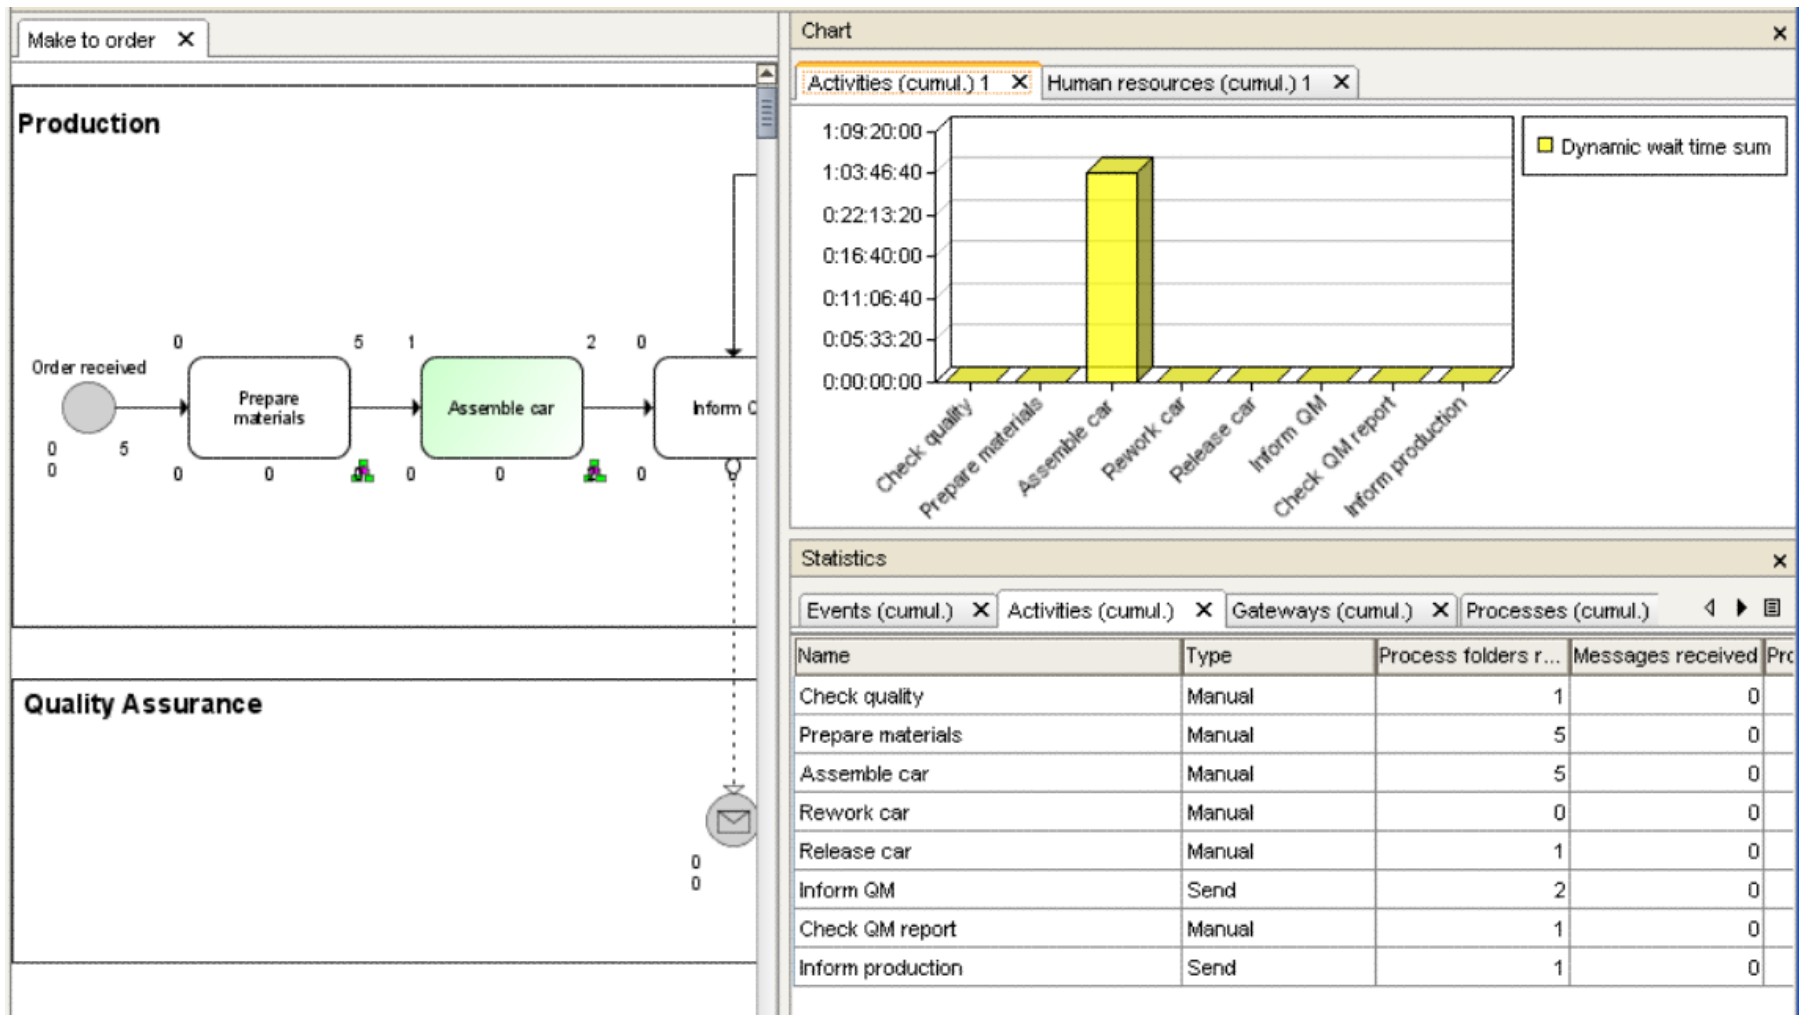 Make to order
Production
Order received
0
5
1
2
0
Prepare
materials
Assemble car
Inform
0
0
5
0
0
0
0
0
Quality Assurance
0
0
Chart
Activities (cumul.) 1
Human resources (cumul.) 1
1:09:20:00
1:03:46:40
0:22:13:20
0:16:40:00
0:11:06:40
0:05:33:20
0:00:00:00
Dynamic wait time sum
Check quality
Prepare materials
Assemble car
Rework car
Release car
Inform QM
Check QM report
Inform production
Statistics
Events (cumul.)
Activities (cumul.)
Gateways (cumul.)
Processes (cumul.)
Name Type Process folders r... Messages received Pro
Check quality Manual 1 0
Prepare materials Manual 5 0
Assemble car Manual 5 0
Rework car Manual 0 0
Release car Manual 1 0
Inform QM Send 2 0
Check QM report Manual 1 0
Inform production Send 1 0